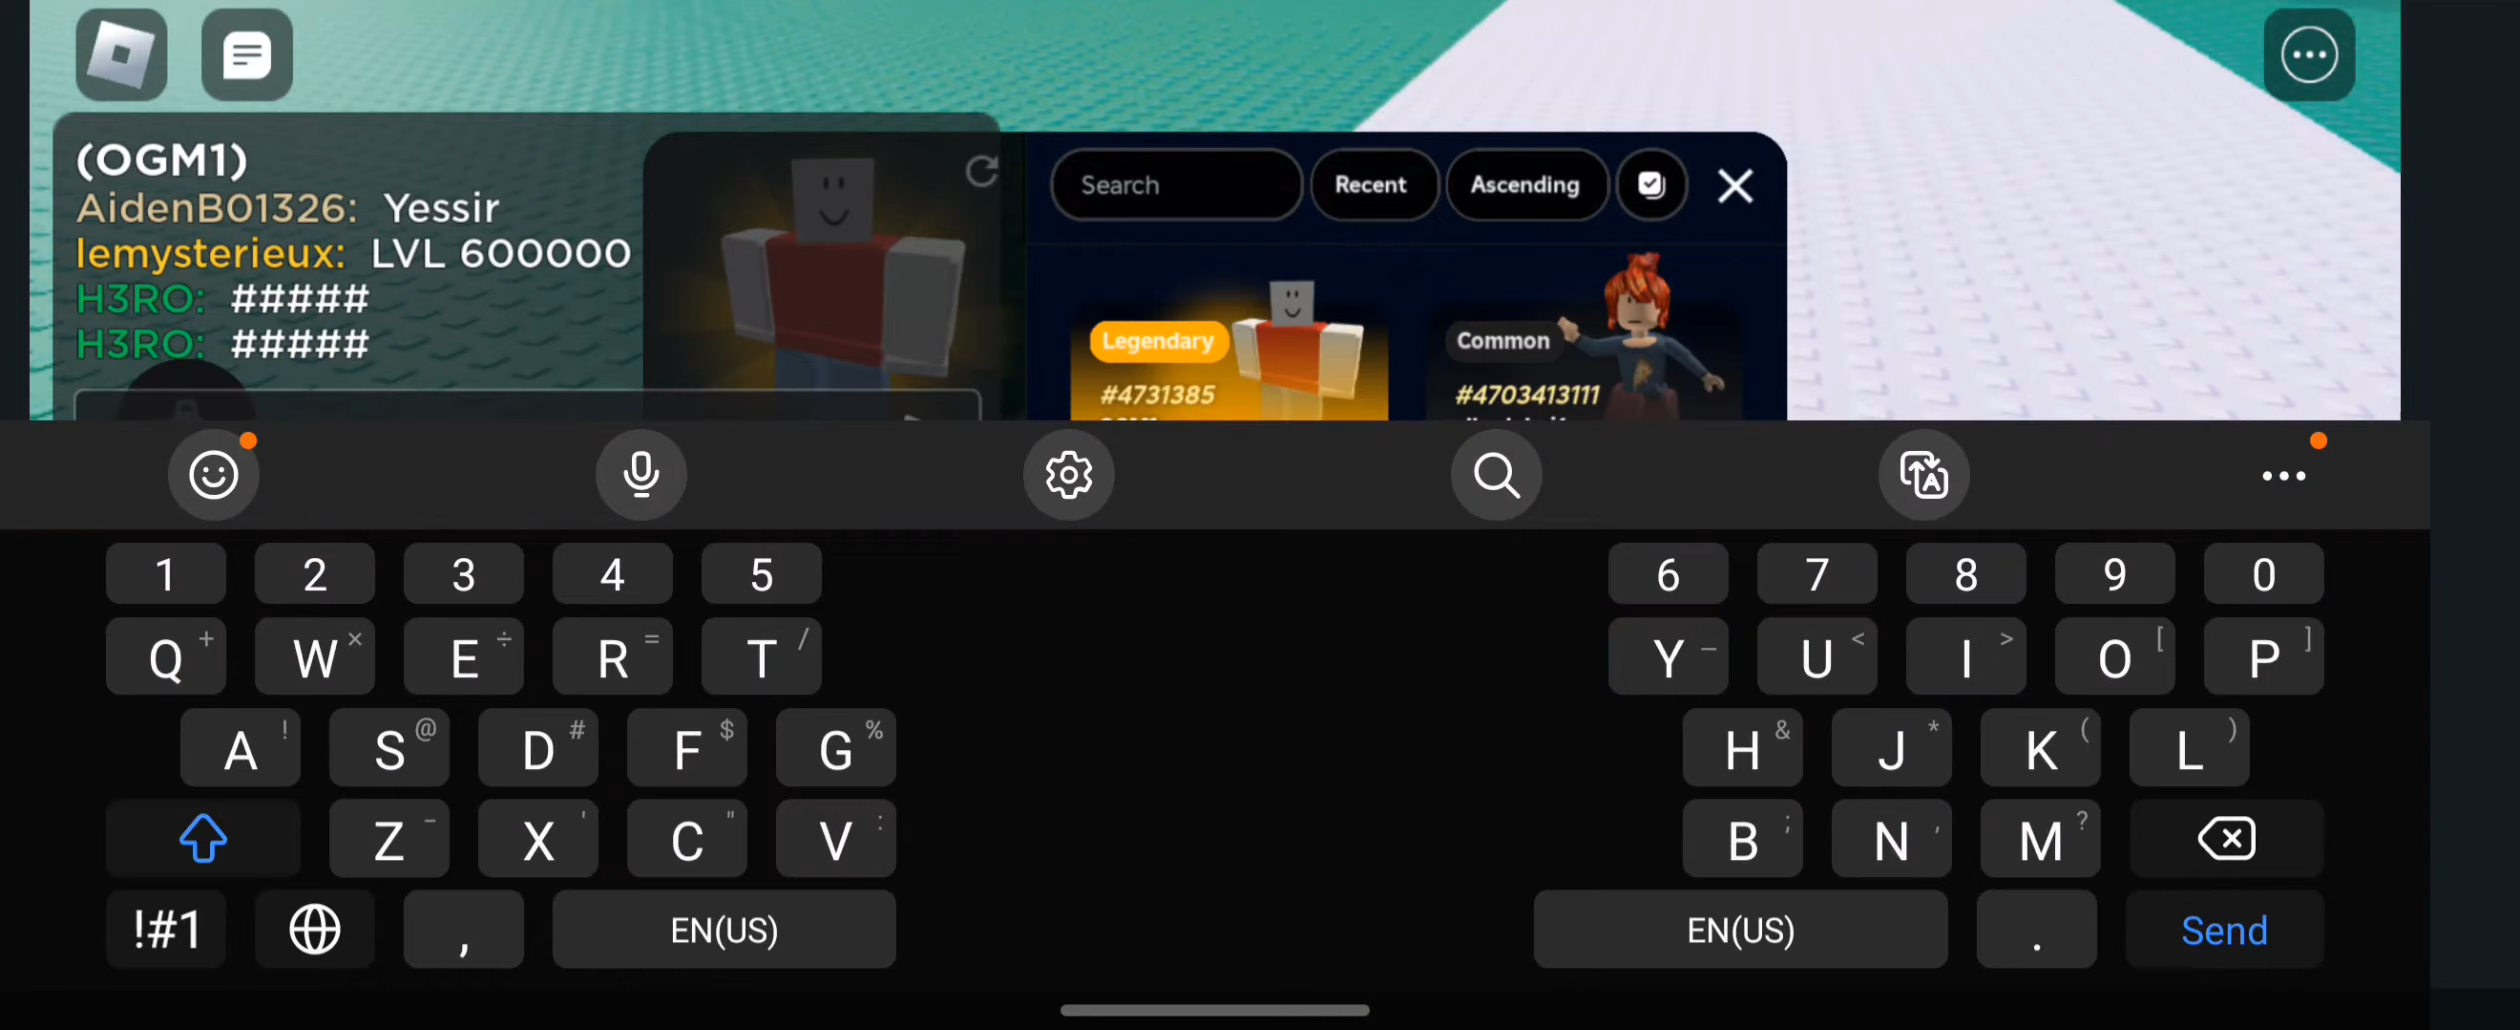 (OGM1)
AidenB01326: Yessir
lemysterieux: LVL 600000
H3RO: #####
H3RO: #####
Search
Recent
Ascending
Legendary
#4731385
Common
#4703413111
1 2 3 4 5 6 7 8 9 0
Q + W × E ÷ R = T / Y _ U < I > O [ P ]
A ! S @ D # F $ G % H & J * K ( L )
Z - X ' C " V : B ; N , M ?
!#1 , EN(US) EN(US) . Send